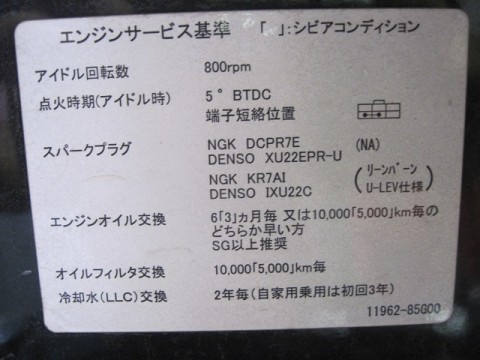 エンジンサービス基準 「 」:シビアコンディション
アイドル回転数 800rpm
点火時期(アイドル時) 5° BTDC
端子短絡位置
スパークプラグ NGK DCPR7E (NA)
DENSO XU22EPR-U
NGK KR7AI (リーンバーン
DENSO IXU22C U-LEV仕様)
エンジンオイル交換 6「3」ヵ月毎 又は10,000「5,000」km毎の
どちらか早い方
SG以上推奨
オイルフィルタ交換 10,000「5,000」km毎
冷却水(LLC)交換 2年毎(自家用乗用は初回3年)
11962-85G00